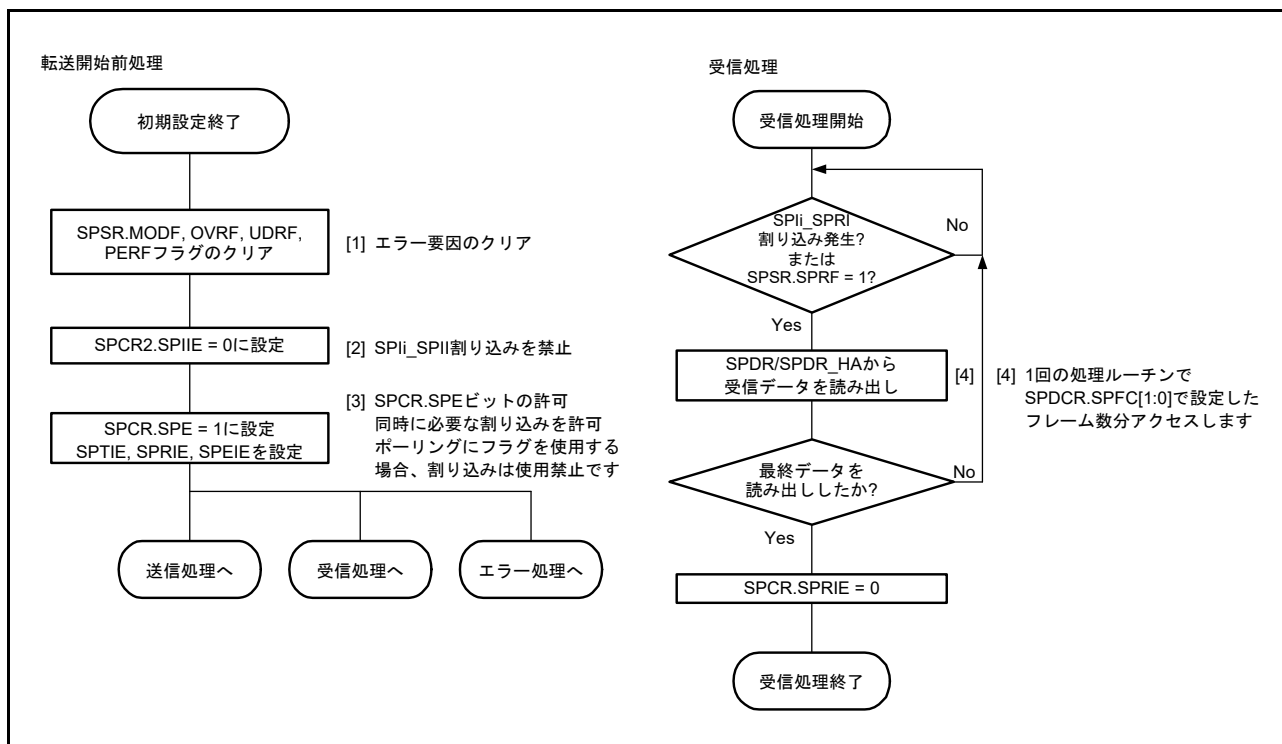 転送開始前処理
初期設定終了
SPSR.MODF, OVRF, UDRF,
PERFフラグのクリア
[1] エラー要因のクリア
SPCR2.SPIIE = 0に設定
[2] SPIi_SPII割り込みを禁止
SPCR.SPE = 1に設定
SPTIE, SPRIE, SPEIEを設定
[3] SPCR.SPEビットの許可
同時に必要な割り込みを許可
ポーリングにフラグを使用する
場合、割り込みは使用禁止です
送信処理へ
受信処理へ
エラー処理へ
受信処理
受信処理開始
SPIi_SPRI
割り込み発生?
または
SPSR.SPRF = 1?
No
Yes
SPDR/SPDR_HAから
受信データを読み出し
[4]
[4] 1回の処理ルーチンで
SPDCR.SPFC[1:0]で設定した
フレーム数分アクセスします
最終データを
読み出ししたか?
No
Yes
SPCR.SPRIE = 0
受信処理終了